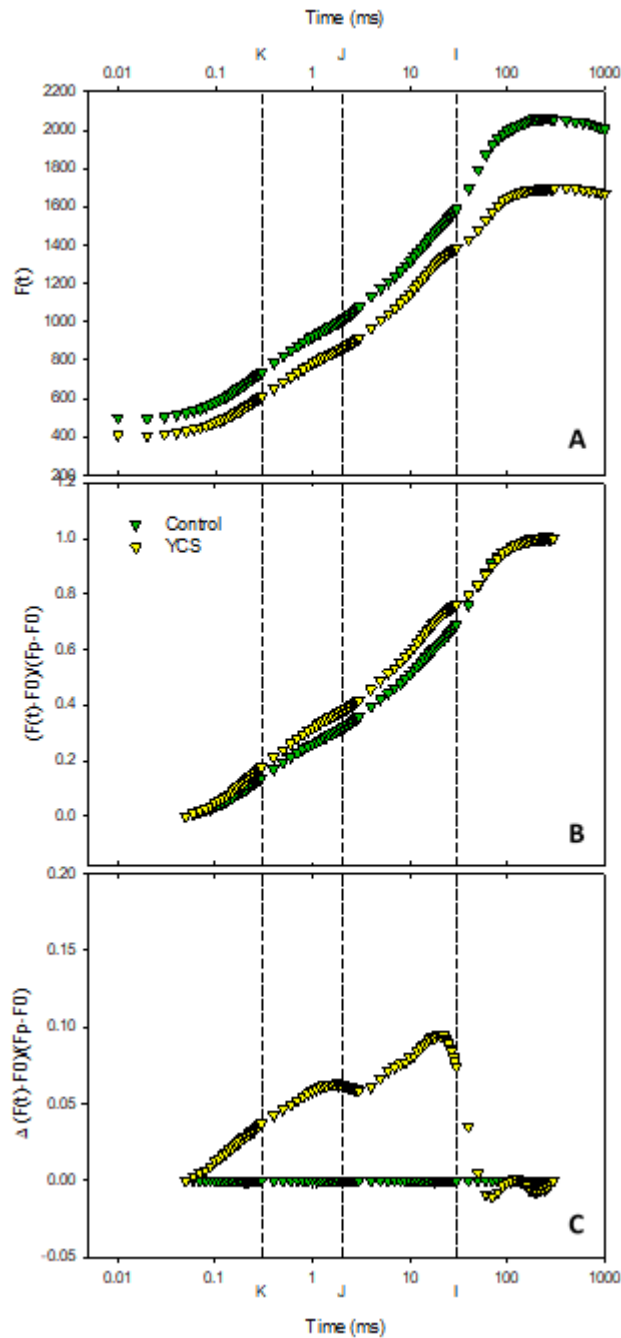 Time (ms)
K J I
0.01 0.1 1 10 100 1000
2200
2000
1800
1600
1400
1200
1000
800
600
400
200
F(t)
A
1.2
1.0
0.8
0.6
0.4
0.2
0.0
(F(t)-F0)/(Fp-F0)
Control
YCS
B
0.20
0.15
0.10
0.05
0.00
-0.05
Δ (F(t)-F0)/(Fp-F0)
C
0.01 0.1 1 10 100 1000
K J I
Time (ms)